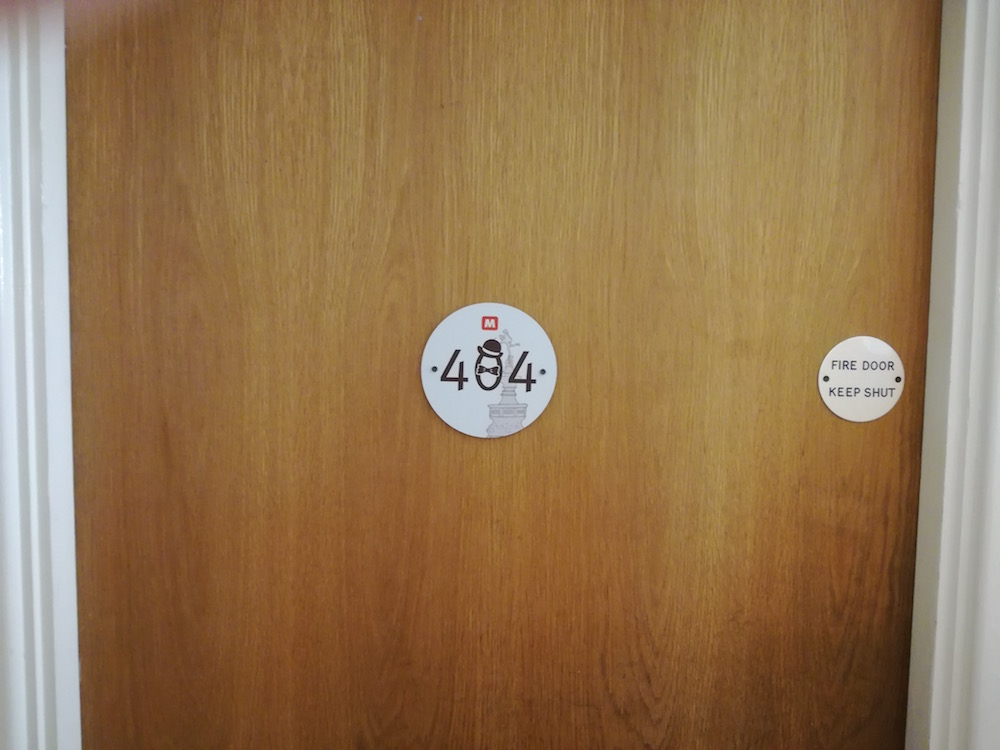 M
404
FIRE DOOR
KEEP SHUT